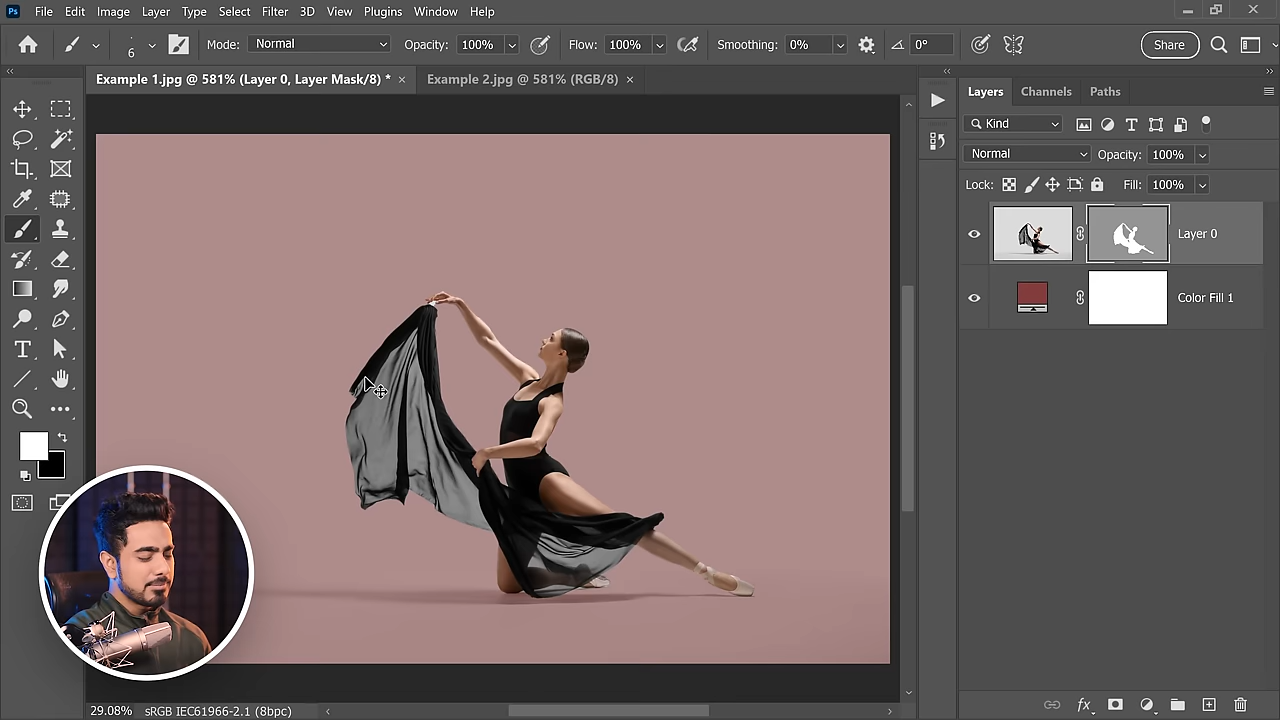 Ps File Edit Image Layer Type Select Filter 3D View Plugins Window Help
6 Mode: Normal Opacity: 100% Flow: 100% Smoothing: 0% 0° Share
Example 1.jpg @ 581% (Layer 0, Layer Mask/8) * × Example 2.jpg @ 581% (RGB/8) ×
Layers Channels Paths
Kind
Normal Opacity: 100%
Lock: Fill: 100%
Layer 0
Color Fill 1
29.08% sRGB IEC61966-2.1 (8bpc)
fx